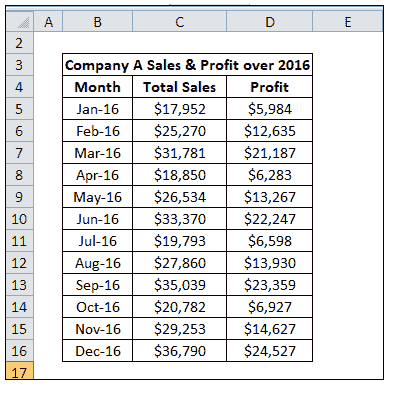 A B C D E
2
3 Company A Sales & Profit over 2016
4 Month Total Sales Profit
5 Jan-16 $17,952 $5,984
6 Feb-16 $25,270 $12,635
7 Mar-16 $31,781 $21,187
8 Apr-16 $18,850 $6,283
9 May-16 $26,534 $13,267
10 Jun-16 $33,370 $22,247
11 Jul-16 $19,793 $6,598
12 Aug-16 $27,860 $13,930
13 Sep-16 $35,039 $23,359
14 Oct-16 $20,782 $6,927
15 Nov-16 $29,253 $14,627
16 Dec-16 $36,790 $24,527
17